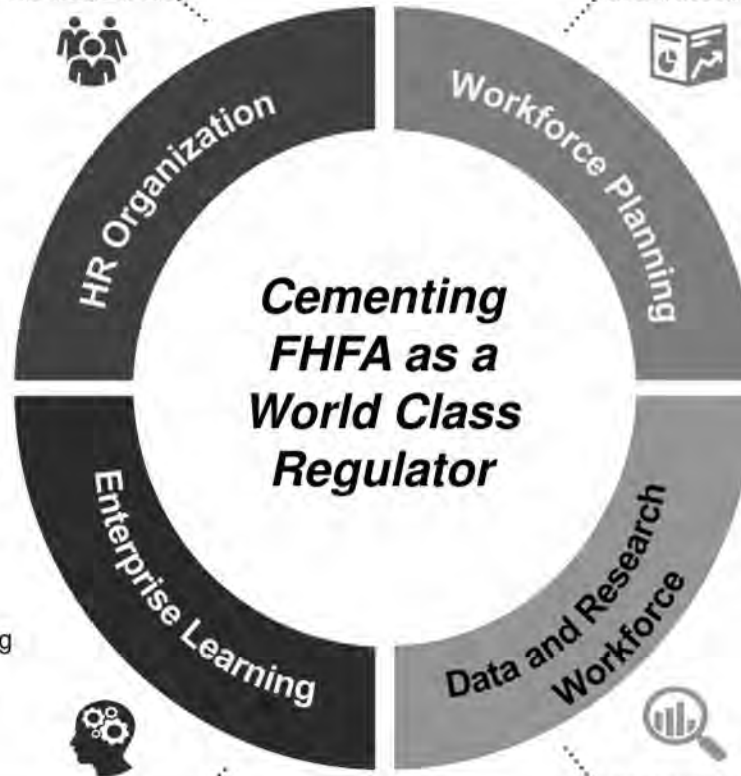 HR Organization
Workforce Planning
Cementing
FHFA as a
World Class
Regulator
Enterprise Learning
Data and Research
Workforce